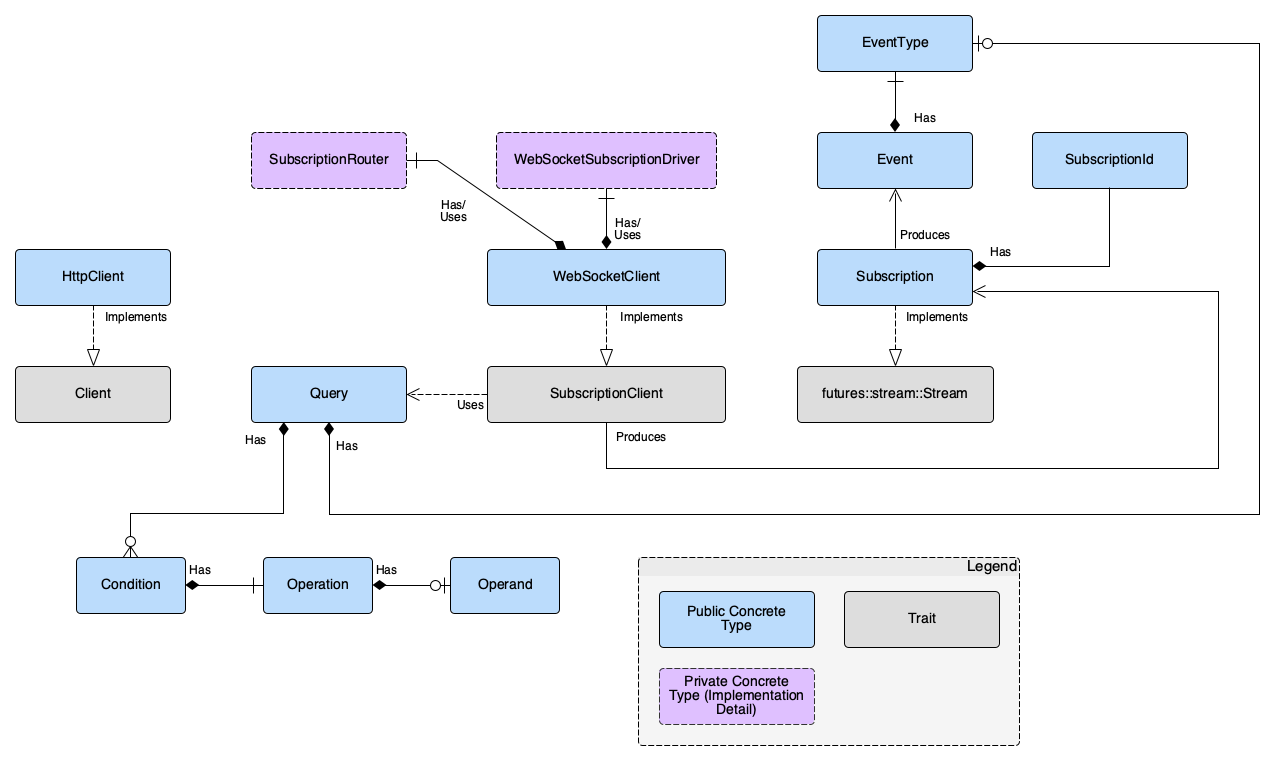 EventType
Has
SubscriptionRouter
WebSocketSubscriptionDriver
Event
SubscriptionId
Has/
Uses
Has/
Uses
Produces
HttpClient
WebSocketClient
Subscription
Has
Implements
Implements
Implements
Client
Query
Uses
SubscriptionClient
futures::stream::Stream
Has
Has
Produces
Condition
Has
Operation
Has
Operand
Legend
Public Concrete
Type
Trait
Private Concrete
Type (Implementation
Detail)